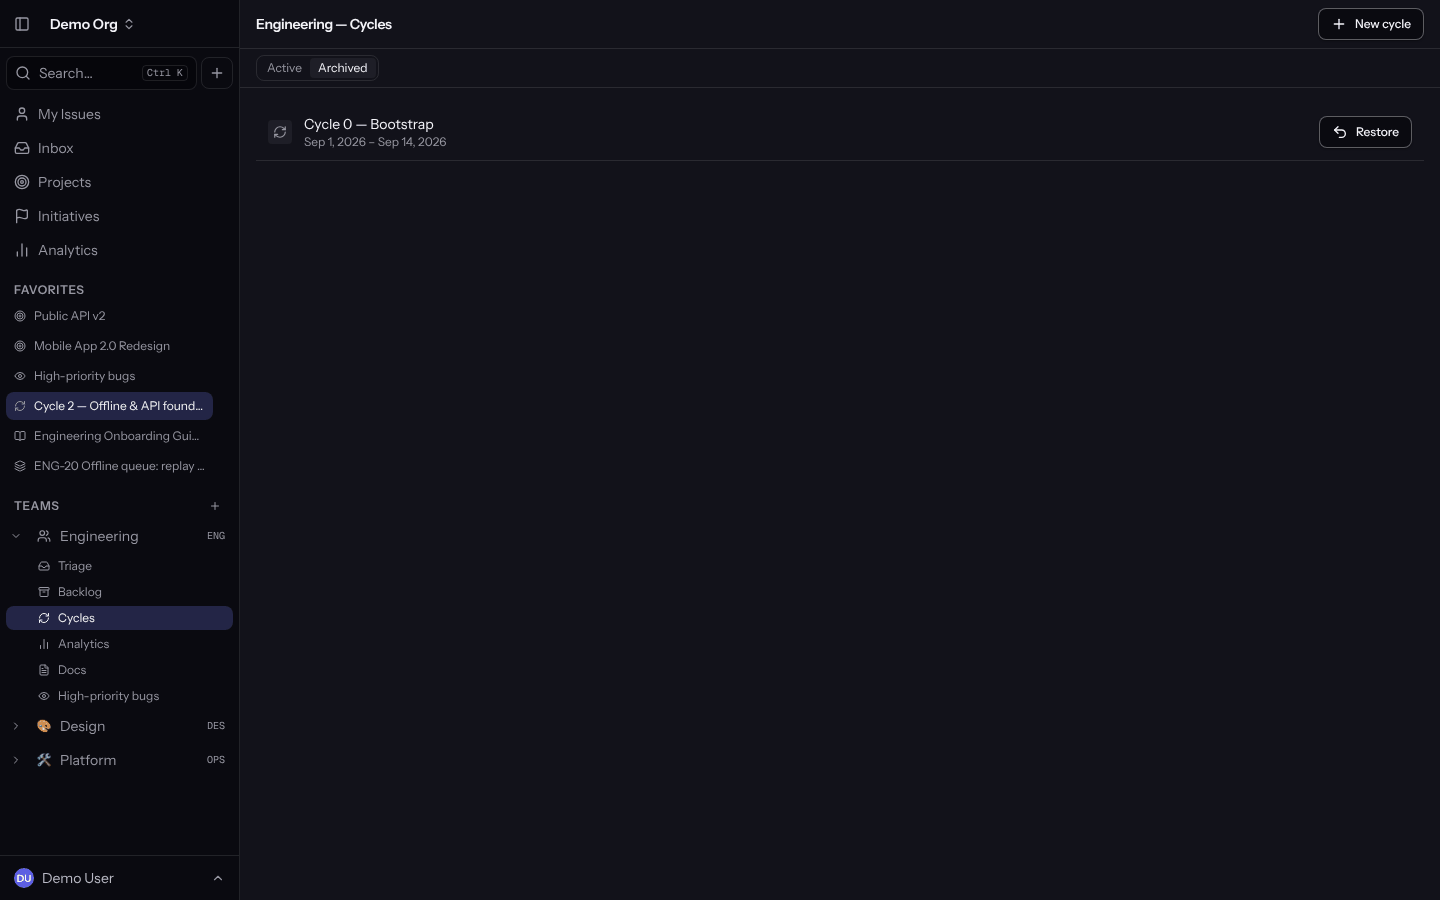 Demo Org
Search...
Ctrl K
My Issues
Inbox
Projects
Initiatives
Analytics
FAVORITES
Public API v2
Mobile App 2.0 Redesign
High-priority bugs
Cycle 2 — Offline & API found...
Engineering Onboarding Gui...
ENG-20 Offline queue: replay ...
TEAMS
Engineering ENG
Triage
Backlog
Cycles
Analytics
Docs
High-priority bugs
Design DES
Platform OPS
DU Demo User
Engineering — Cycles
New cycle
Active Archived
Cycle 0 — Bootstrap
Sep 1, 2026 – Sep 14, 2026
Restore